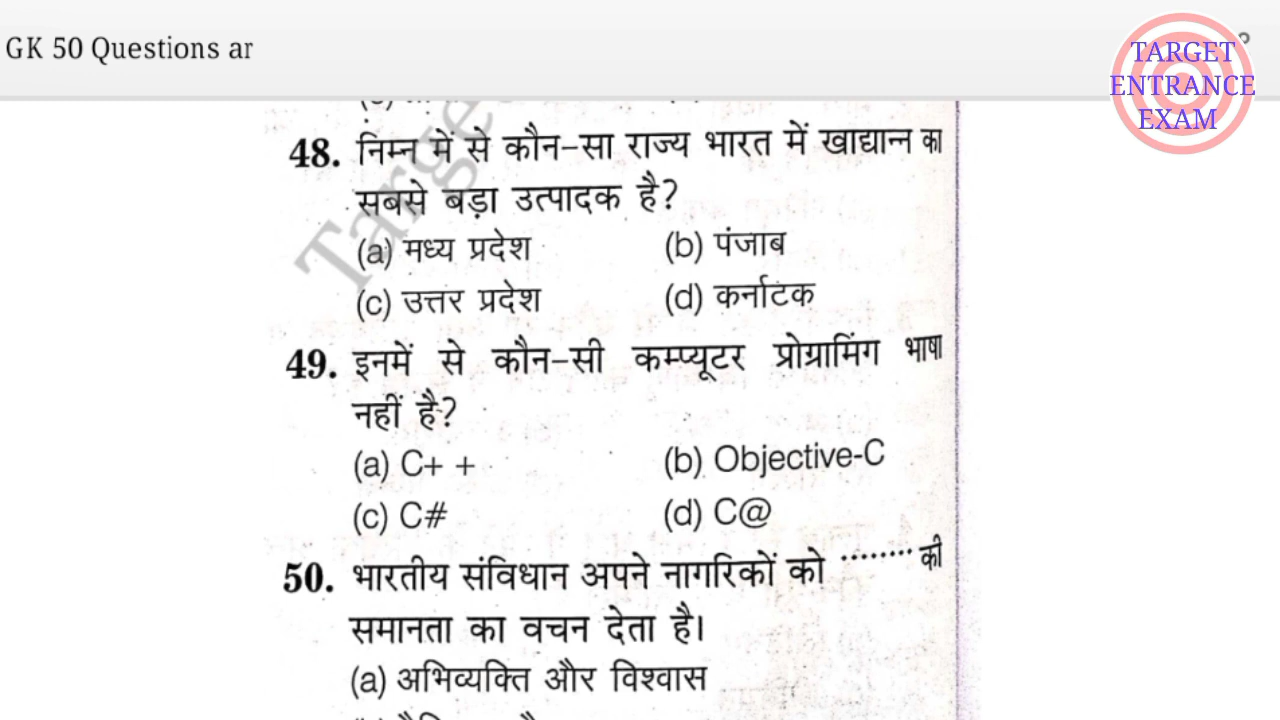 GK 50 Questions ar
TARGET
ENTRANCE
EXAM
Targe
48. निम्न में से कौन-सा राज्य भारत में खाद्यान्न का
सबसे बड़ा उत्पादक है?
(a) मध्य प्रदेश (b) पंजाब
(c) उत्तर प्रदेश (d) कर्नाटक
49. इनमें से कौन-सी कम्प्यूटर प्रोग्रामिंग भाषा
नहीं है?
(a) C+ + (b) Objective-C
(c) C# (d) C@
50. भारतीय संविधान अपने नागरिकों को ........ की
समानता का वचन देता है।
(a) अभिव्यक्ति और विश्वास